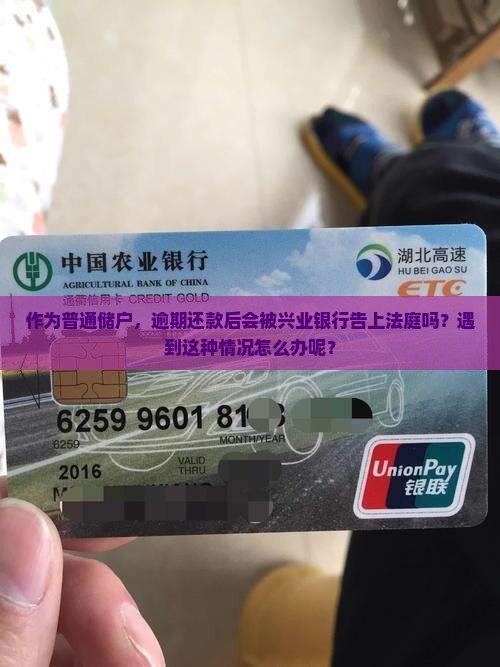 中国农业银行
AGRICULTURAL BANK OF CHINA
湖北高速
HU BEI GAO SU
信用卡 CREDIT GOLD
ETC
作为普通储户，逾期还款后会被兴业银行告上法庭吗？遇
到这种情况怎么办呢？
6259 9601 81
6259
MONTH/YEAR
2016
VALID
THRU
UnionPay
银联